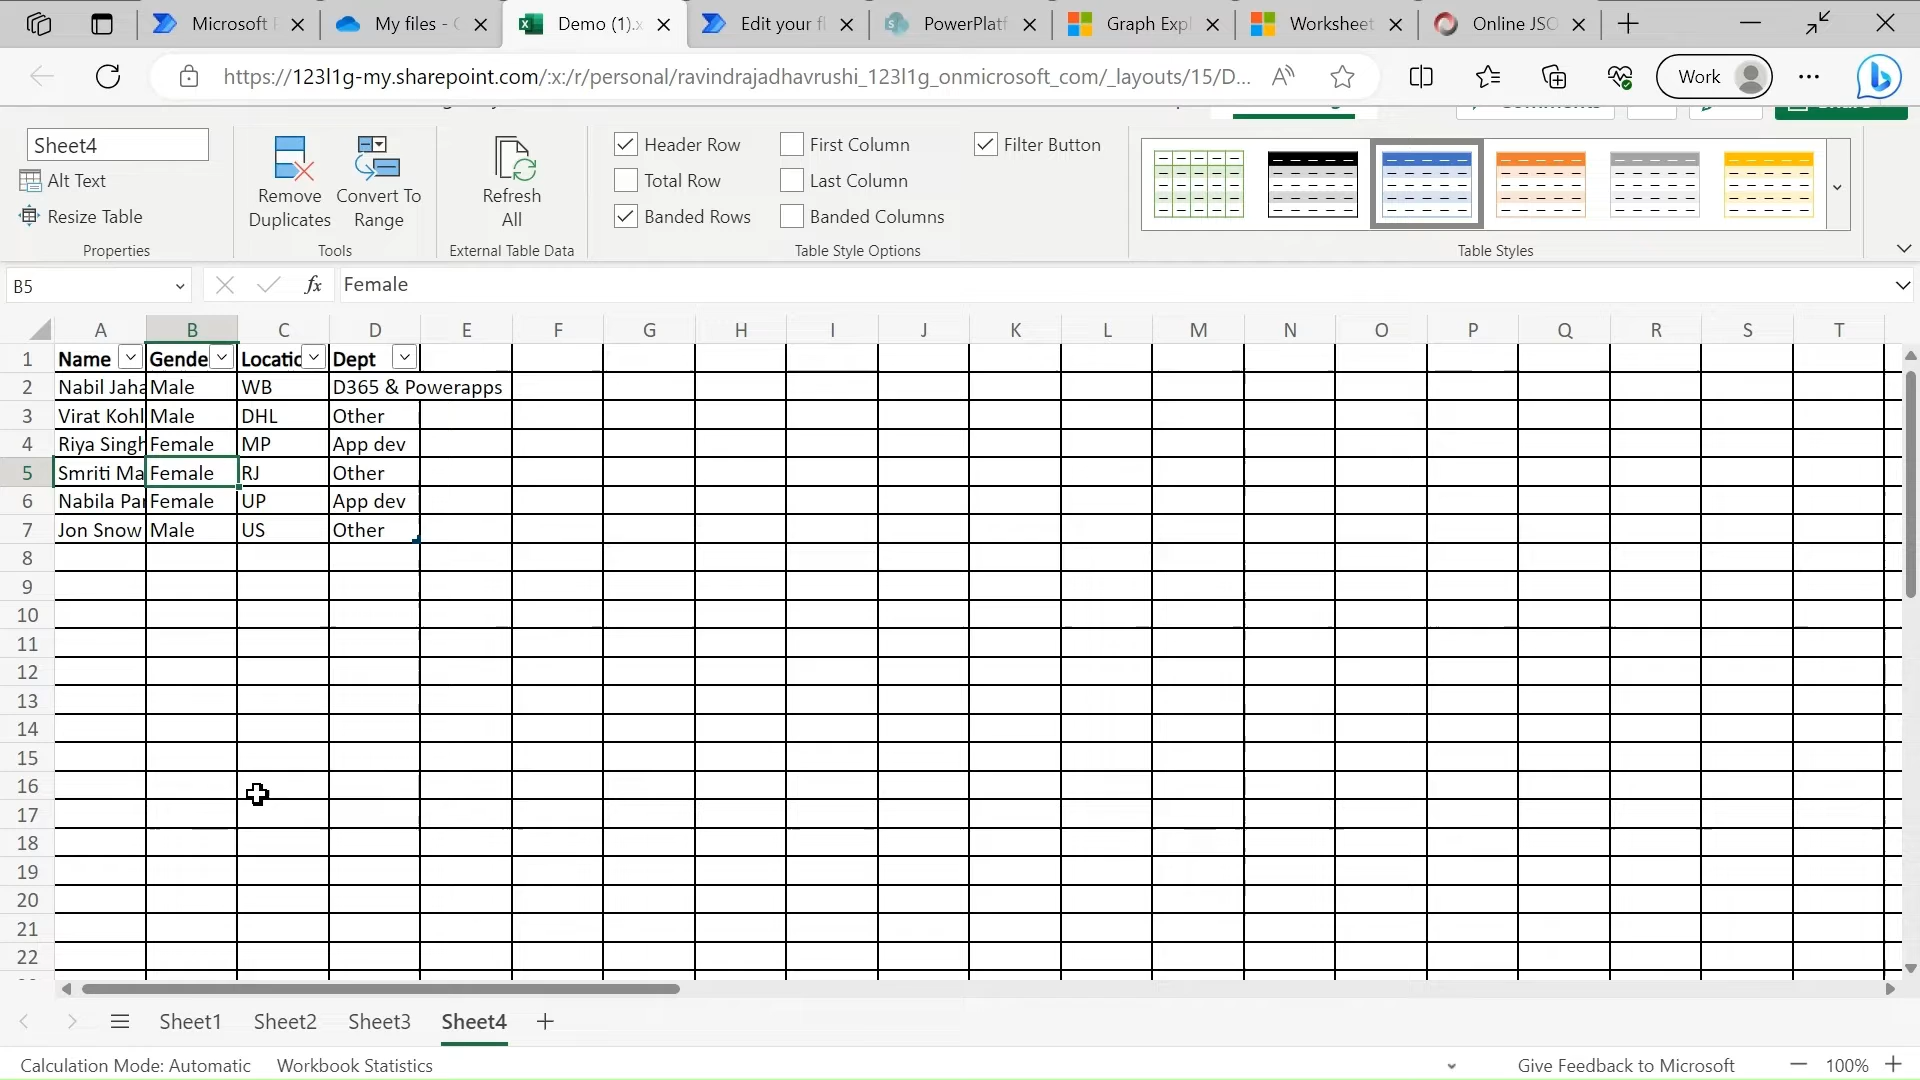 Microsoft P
My files -
Demo (1).x
Edit your fl
PowerPlatf
Graph Expl
Worksheet
Online JSO
https://123l1g-my.sharepoint.com/:x:/r/personal/ravindrajadhavrushi_123l1g_onmicrosoft_com/_layouts/15/D...
Work
Sheet4
Alt Text
Resize Table
Properties
Remove Duplicates
Convert To Range
Tools
Refresh All
External Table Data
Header Row
First Column
Filter Button
Total Row
Last Column
Banded Rows
Banded Columns
Table Style Options
Table Styles
B5
fx
Female
A B C D E F G H I J K L M N O P Q R S T
1 Name Gende Locatic Dept
2 Nabil Jaha Male WB D365 & Powerapps
3 Virat Kohl Male DHL Other
4 Riya Singh Female MP App dev
5 Smriti Ma Female RJ Other
6 Nabila Par Female UP App dev
7 Jon Snow Male US Other
8
9
10
11
12
13
14
15
16
17
18
19
20
21
22
Sheet1 Sheet2 Sheet3 Sheet4
Calculation Mode: Automatic Workbook Statistics
Give Feedback to Microsoft
100%